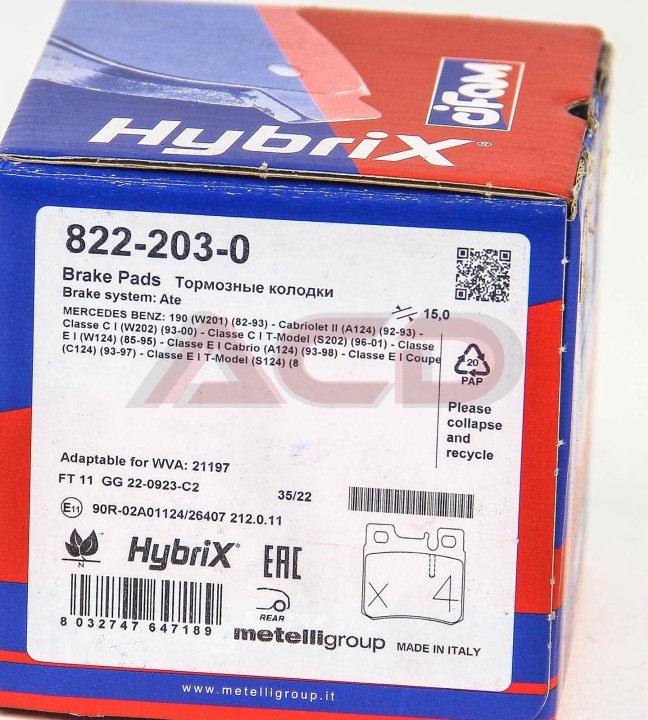 cifam
HybriX®
822-203-0
Brake Pads Тормозные колодки
Brake system: Ate
15,0
MERCEDES BENZ: 190 (W201) (82-93) - Cabriolet II (A124) (92-93) -
Classe C I (W202) (93-00) - Classe C I T-Model (S202) (96-01) - Classe
E I (W124) (85-95) - Classe E I Cabrio (A124) (93-98) - Classe E I Coupe
(C124) (93-97) - Classe E I T-Model (S124) (8
ACD
20
PAP
Please
collapse
and
recycle
Adaptable for WVA: 21197
FT 11 GG 22-0923-C2
35/22
E11 90R-02A01124/26407 212.0.11
N
HybriX®
EAC
x 4
REAR
8 032747 647189
metelligroup
MADE IN ITALY
www.metelligroup.it